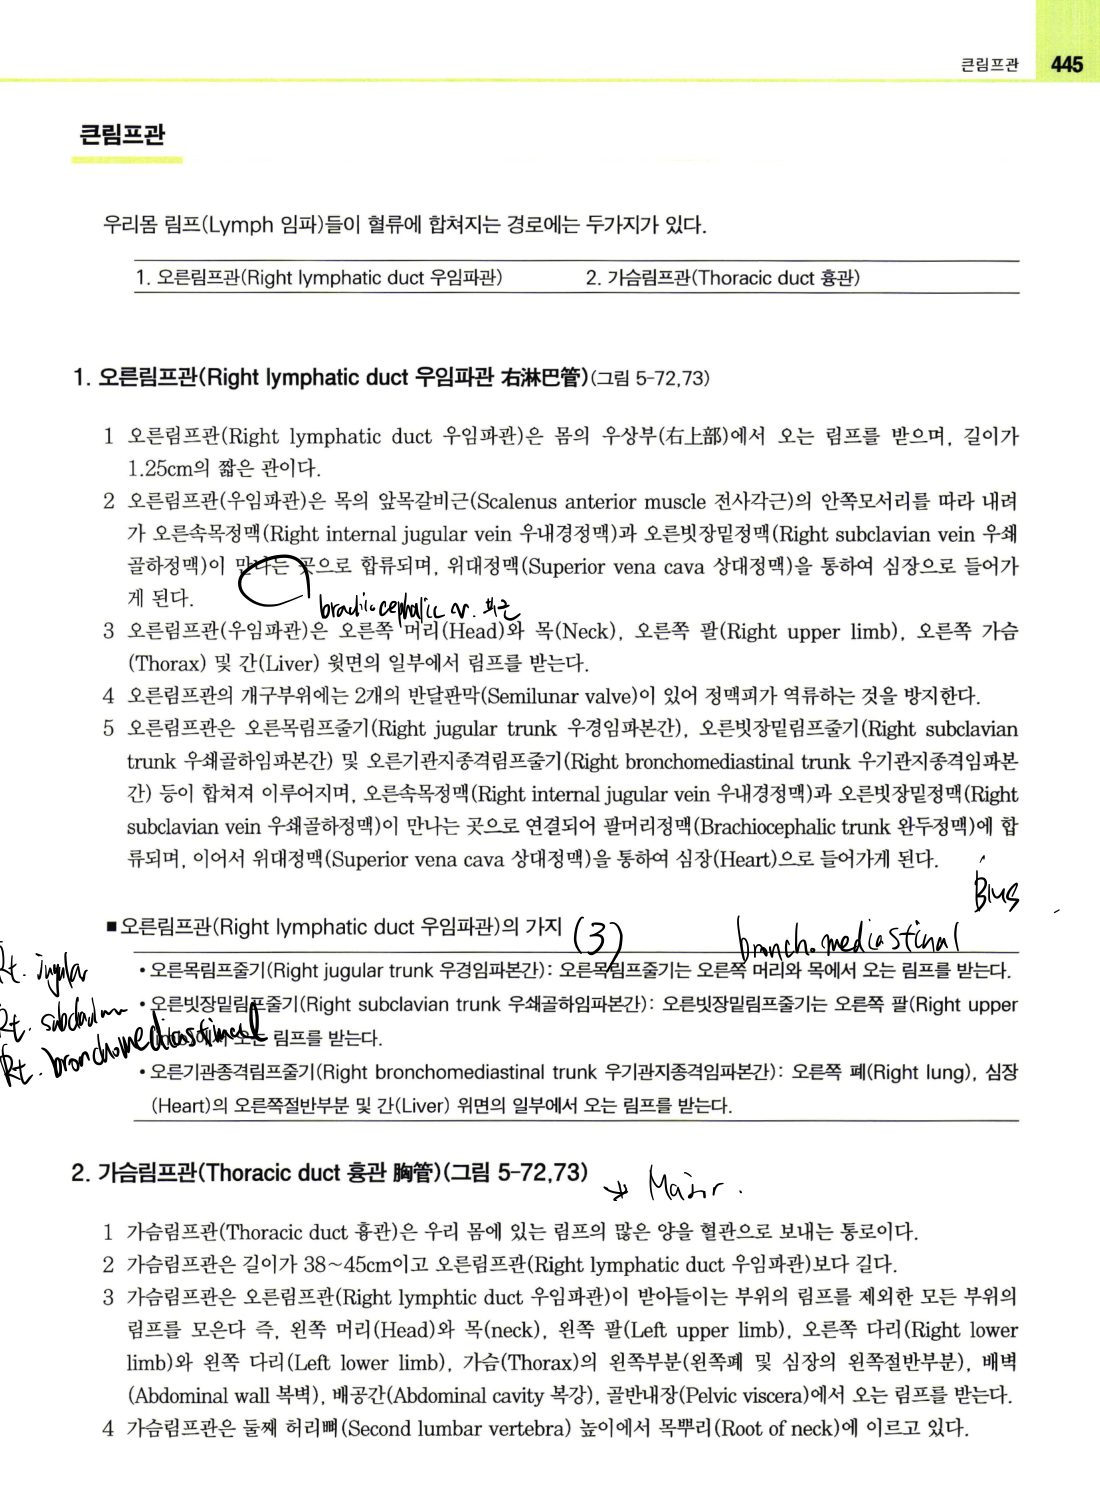 큰림프관 445
큰림프관
우리몸 림프(Lymph 임파)들이 혈류에 합쳐지는 경로에는 두가지가 있다.
1. 오른림프관(Right lymphatic duct 우임파관) 2. 가슴림프관(Thoracic duct 흉관)
1. 오른림프관(Right lymphatic duct 우임파관 右淋巴管)(그림 5-72,73)
1 오른림프관(Right lymphatic duct 우임파관)은 몸의 우상부(右上部)에서 오는 림프를 받으며, 길이가
1.25cm의 짧은 관이다.
2 오른림프관(우임파관)은 목의 앞목갈비근(Scalenus anterior muscle 전사각근)의 안쪽모서리를 따라 내려
가 오른속목정맥(Right internal jugular vein 우내경정맥)과 오른빗장밑정맥(Right subclavian vein 우쇄
골하정맥)이 만나는 곳으로 합류되며, 위대정맥(Superior vena cava 상대정맥)을 통하여 심장으로 들어가
게 된다.
brachiocephalic v.
3 오른림프관(우임파관)은 오른쪽 머리(Head)와 목(Neck), 오른쪽 팔(Right upper limb), 오른쪽 가슴
(Thorax) 및 간(Liver) 윗면의 일부에서 림프를 받는다.
4 오른림프관의 개구부위에는 2개의 반달판막(Semilunar valve)이 있어 정맥피가 역류하는 것을 방지한다.
5 오른림프관은 오른목림프줄기(Right jugular trunk 우경임파본간), 오른빗장밑림프줄기(Right subclavian
trunk 우쇄골하임파본간) 및 오른기관지종격림프줄기(Right bronchomediastinal trunk 우기관지종격임파본
간) 등이 합쳐져 이루어지며, 오른속목정맥(Right internal jugular vein 우내경정맥)과 오른빗장밑정맥(Right
subclavian vein 우쇄골하정맥)이 만나는 곳으로 연결되어 팔머리정맥(Brachiocephalic trunk 완두정맥)에 합
류되며, 이어서 위대정맥(Superior vena cava 상대정맥)을 통하여 심장(Heart)으로 들어가게 된다.
■오른림프관(Right lymphatic duct 우임파관)의 가지 (3)
broncho mediastinal
Rt. jugular
•오른목림프줄기(Right jugular trunk 우경임파본간): 오른목림프줄기는 오른쪽 머리와 목에서 오는 림프를 받는다.
Rt. subclavian
•오른빗장밑림프줄기(Right subclavian trunk 우쇄골하임파본간): 오른빗장밑림프줄기는 오른쪽 팔(Right upper
Rt. bronchomediastinal
오는 림프를 받는다.
•오른기관종격림프줄기(Right bronchomediastinal trunk 우기관지종격임파본간): 오른쪽 폐(Right lung), 심장
(Heart)의 오른쪽절반부분 및 간(Liver) 위면의 일부에서 오는 림프를 받는다.
2. 가슴림프관(Thoracic duct 흉관 胸管)(그림 5-72,73)
→ Major.
1 가슴림프관(Thoracic duct 흉관)은 우리 몸에 있는 림프의 많은 양을 혈관으로 보내는 통로이다.
2 가슴림프관은 길이가 38~45cm이고 오른림프관(Right lymphatic duct 우임파관)보다 길다.
3 가슴림프관은 오른림프관(Right lymphtic duct 우임파관)이 받아들이는 부위의 림프를 제외한 모든 부위의
림프를 모은다 즉, 왼쪽 머리(Head)와 목(neck), 왼쪽 팔(Left upper limb), 오른쪽 다리(Right lower
limb)와 왼쪽 다리(Left lower limb), 가슴(Thorax)의 왼쪽부분(왼쪽폐 및 심장의 왼쪽절반부분), 배벽
(Abdominal wall 복벽), 배공간(Abdominal cavity 복강), 골반내장(Pelvic viscera)에서 오는 림프를 받는다.
4 가슴림프관은 둘째 허리뼈(Second lumbar vertebra) 높이에서 목뿌리(Root of neck)에 이르고 있다.